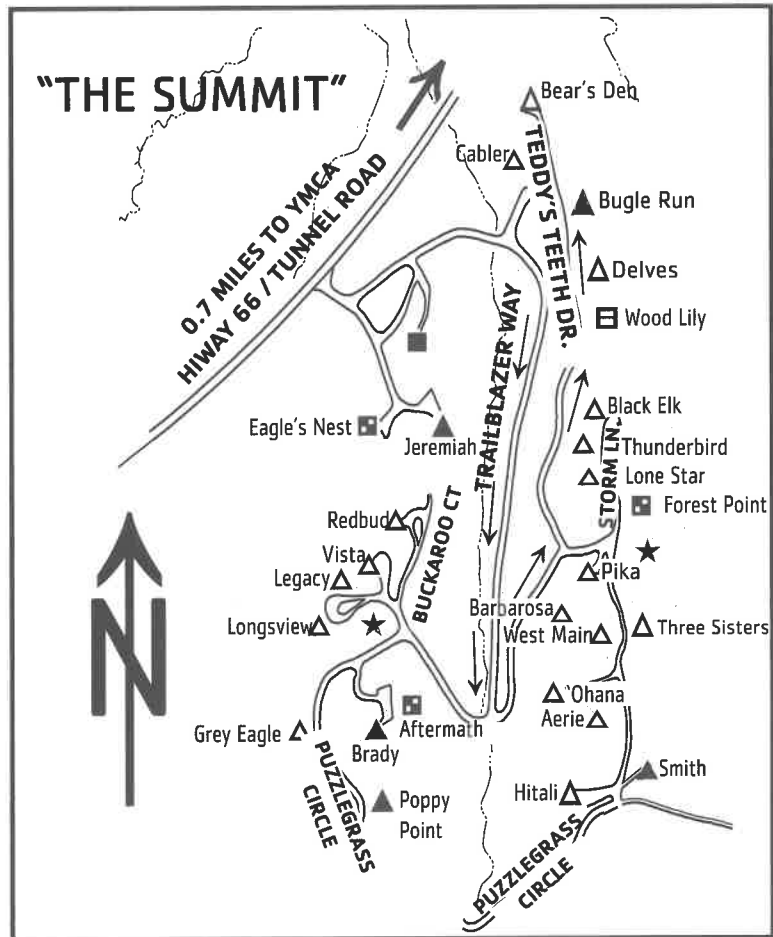 "THE SUMMIT"
0.7 MILES TO YMCA
HIWAY 66 / TUNNEL ROAD
Bear's Den
Gabler
TEDDY'S TEETH DR.
Bugle Run
Delves
Wood Lily
TRAILBLAZER WAY
Eagle's Nest
Jeremiah
Black Elk
Thunderbird
Lone Star
STORM LN.
Forest Point
Redbud
BUCKAROO CT
Vista
Legacy
Longsview
Pika
Barbarosa
West Main
Three Sisters
'Ohana
Aerie
Grey Eagle
Aftermath
Brady
PUZZLEGRASS
CIRCLE
Poppy
Point
Hitali
Smith
PUZZLEGRASS
CIRCLE
N